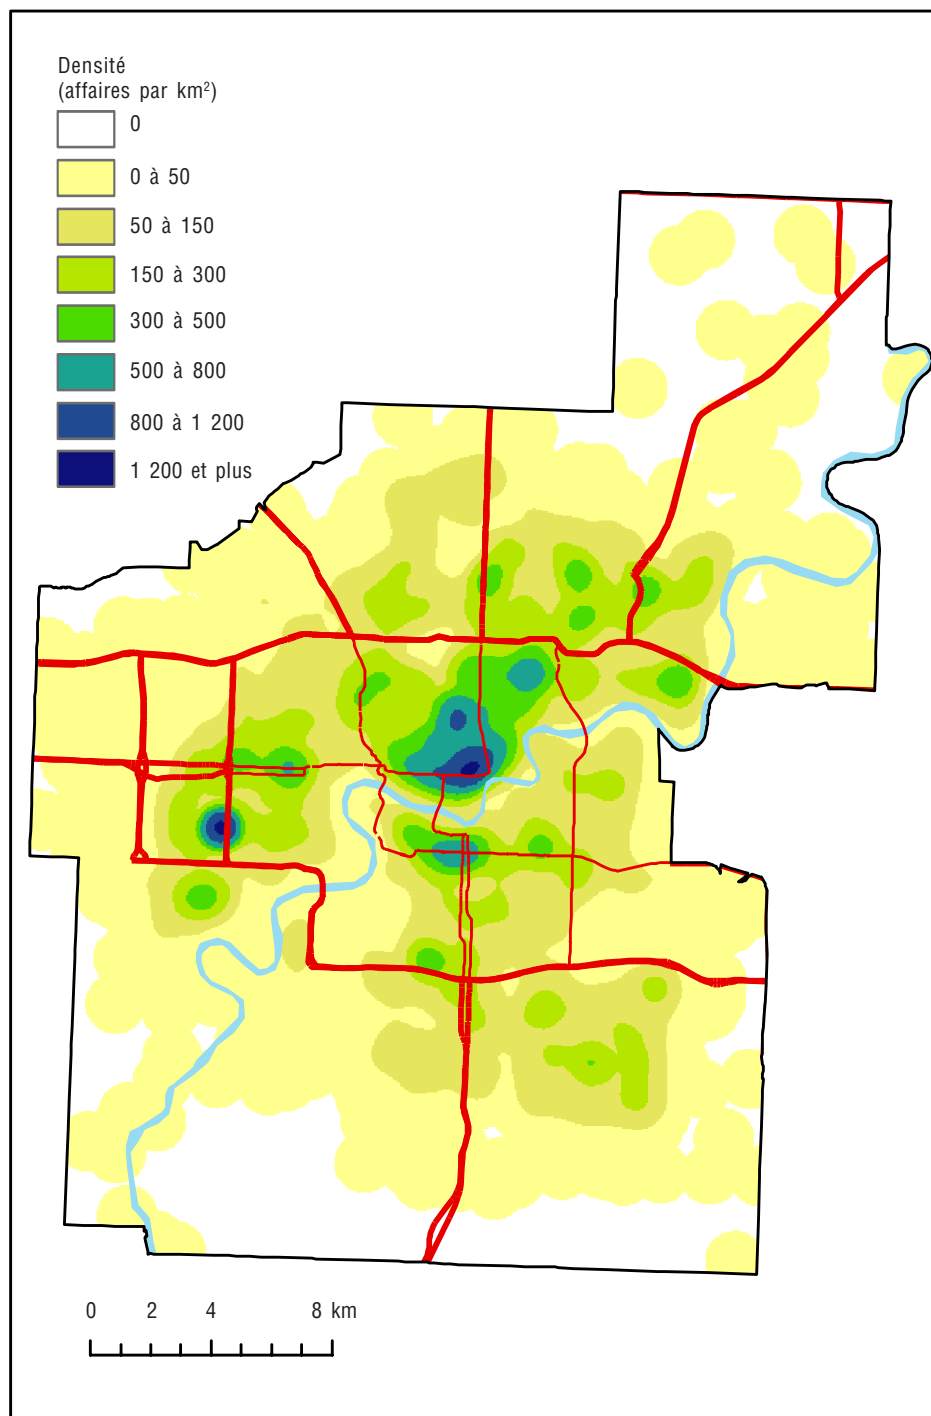 Densité
(affaires par km²)
0
0 à 50
50 à 150
150 à 300
300 à 500
500 à 800
800 à 1 200
1 200 et plus
0 2 4 8 km